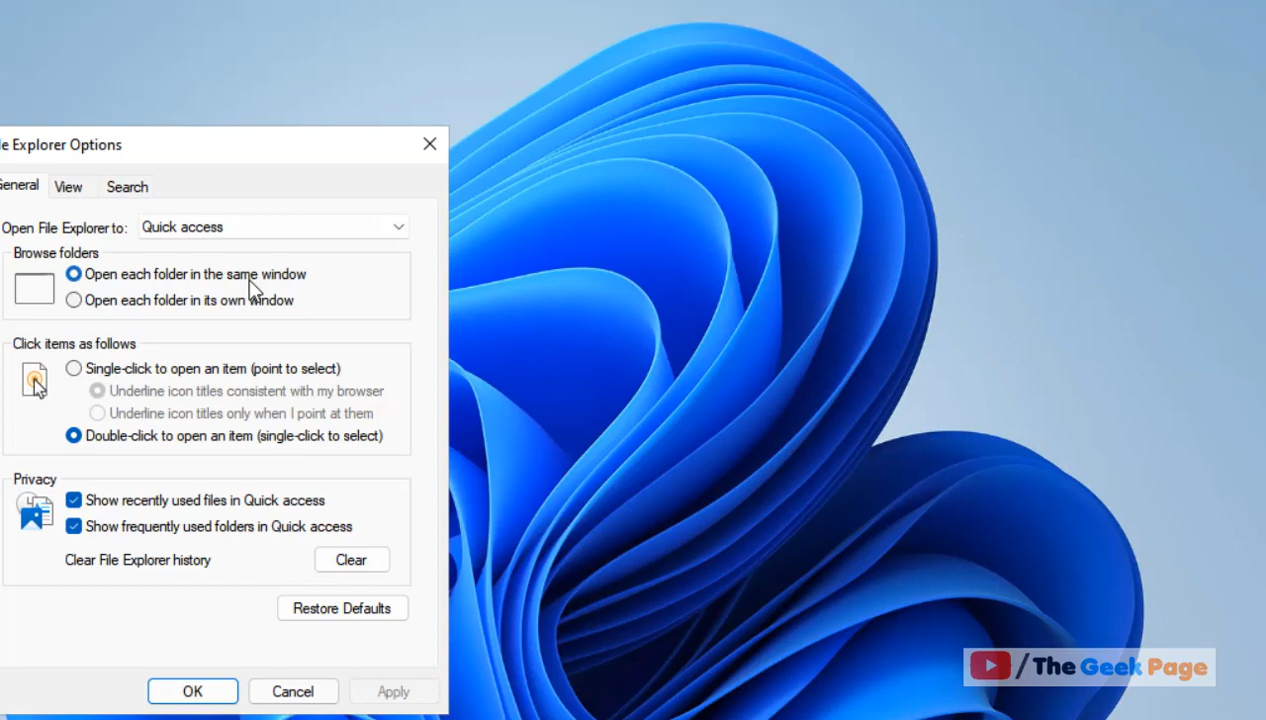 le Explorer Options
General View Search
Open File Explorer to: Quick access
Browse folders
Open each folder in the same window
Open each folder in its own window
Click items as follows
Single-click to open an item (point to select)
Underline icon titles consistent with my browser
Underline icon titles only when I point at them
Double-click to open an item (single-click to select)
Privacy
Show recently used files in Quick access
Show frequently used folders in Quick access
Clear File Explorer history Clear
Restore Defaults
OK Cancel Apply
/The Geek Page